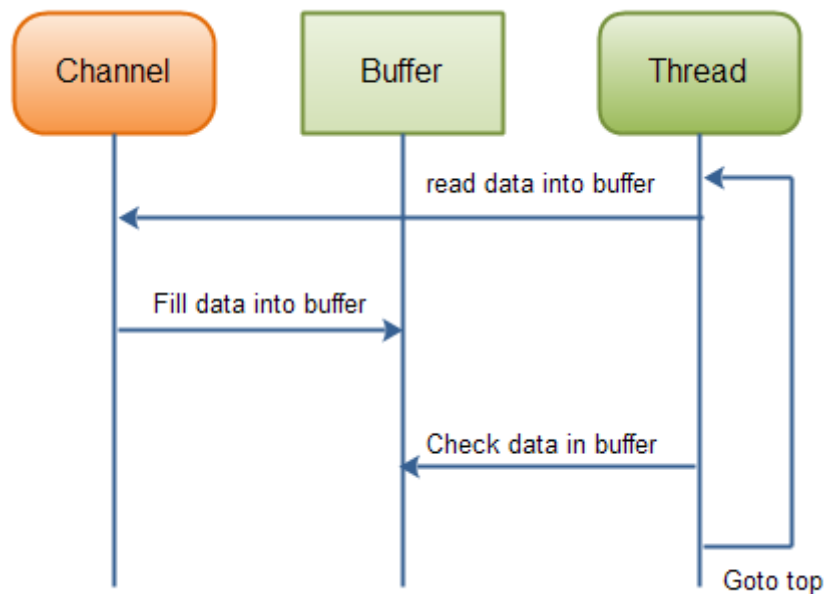 Channel
Buffer
Thread
read data into buffer
Fill data into buffer
Check data in buffer
Goto top